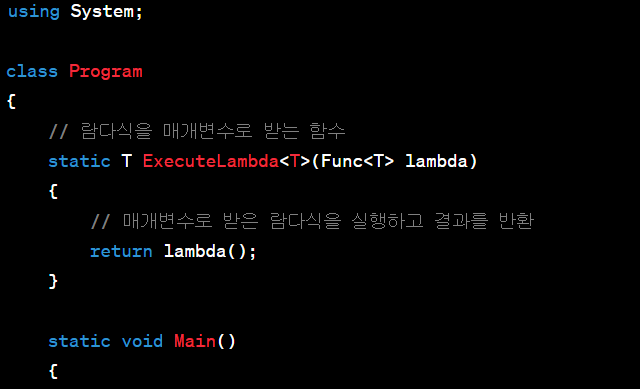 using System;
class Program
{
// 람다식을 매개변수로 받는 함수
static T ExecuteLambda<T>(Func<T> lambda)
{
// 매개변수로 받은 람다식을 실행하고 결과를 반환
return lambda();
}
static void Main()
{